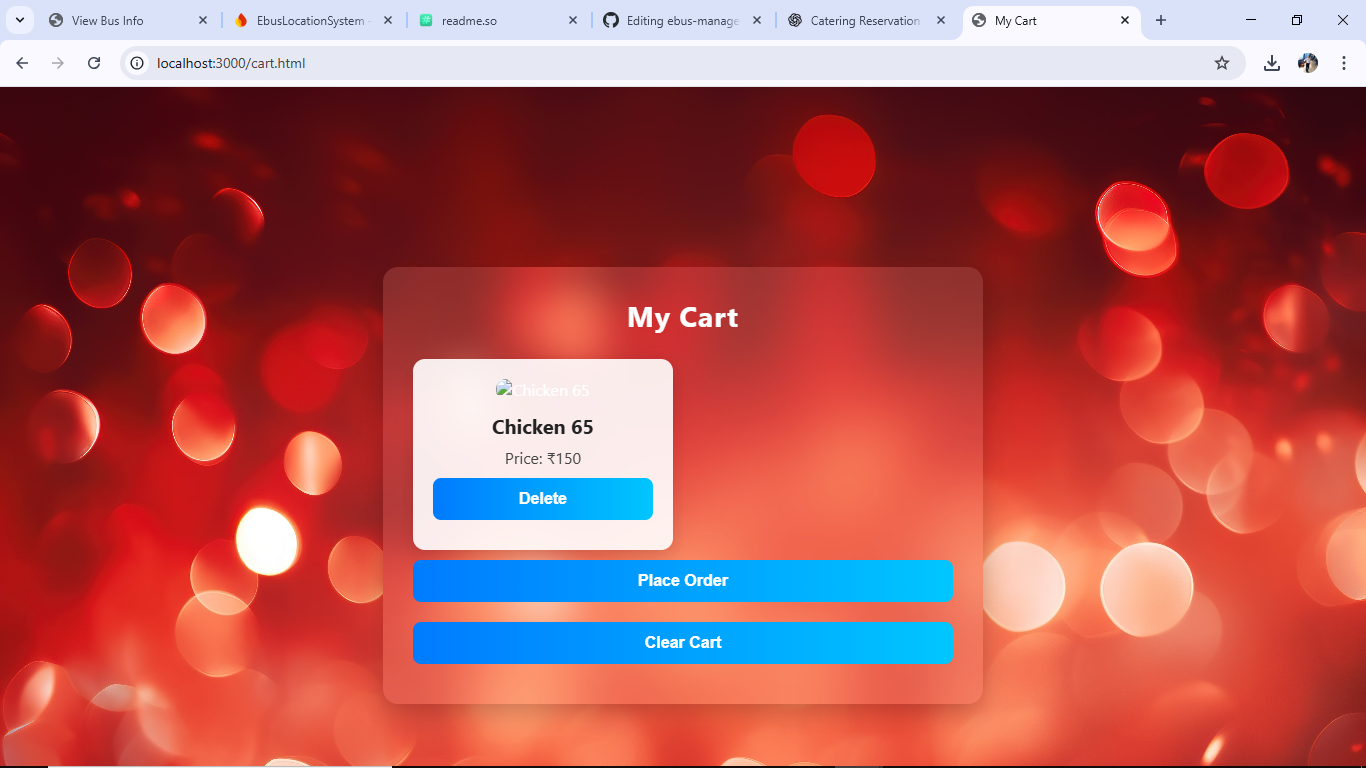 View Bus Info
EbusLocationSystem -
readme.so
Editing ebus-manage
Catering Reservation
My Cart
localhost:3000/cart.html
My Cart
Chicken 65
Chicken 65
Price: ₹150
Delete
Place Order
Clear Cart